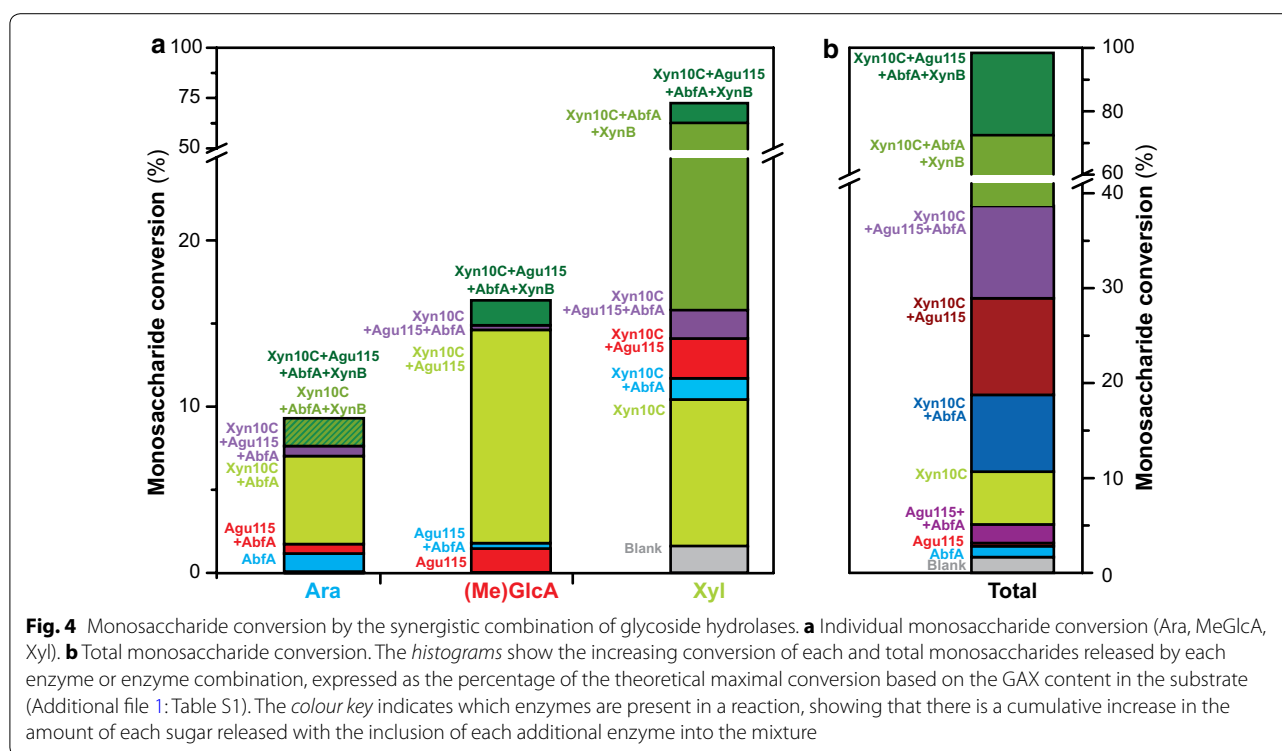 a
100
75
50
20
10
0
Monosaccharide conversion (%)
Xyn10C+Agu115
+AbfA+XynB
Xyn10C
+AbfA+XynB
Xyn10C
+Agu115
+AbfA
Xyn10C
+AbfA
Agu115
+AbfA
AbfA
Ara
Xyn10C+Agu115
+AbfA+XynB
Xyn10C
+Agu115+AbfA
Xyn10C
+Agu115
Agu115
+AbfA
Agu115
(Me)GlcA
Xyn10C+Agu115
+AbfA+XynB
Xyn10C+AbfA
+XynB
Xyn10C
+Agu115+AbfA
Xyn10C
+Agu115
Xyn10C
+AbfA
Xyn10C
Blank
Xyl
b
Xyn10C+Agu115
+AbfA+XynB
Xyn10C+AbfA
+XynB
Xyn10C
+Agu115+AbfA
Xyn10C
+Agu115
Xyn10C
+AbfA
Xyn10C
Agu115+
+AbfA
Agu115
AbfA
Blank
Total
100
80
60
40
30
20
10
0
Monosaccharide conversion (%)
Fig. 4 Monosaccharide conversion by the synergistic combination of glycoside hydrolases. a Individual monosaccharide conversion (Ara, MeGlcA,
Xyl). b Total monosaccharide conversion. The histograms show the increasing conversion of each and total monosaccharides released by each
enzyme or enzyme combination, expressed as the percentage of the theoretical maximal conversion based on the GAX content in the substrate
(Additional file 1: Table S1). The colour key indicates which enzymes are present in a reaction, showing that there is a cumulative increase in the
amount of each sugar released with the inclusion of each additional enzyme into the mixture